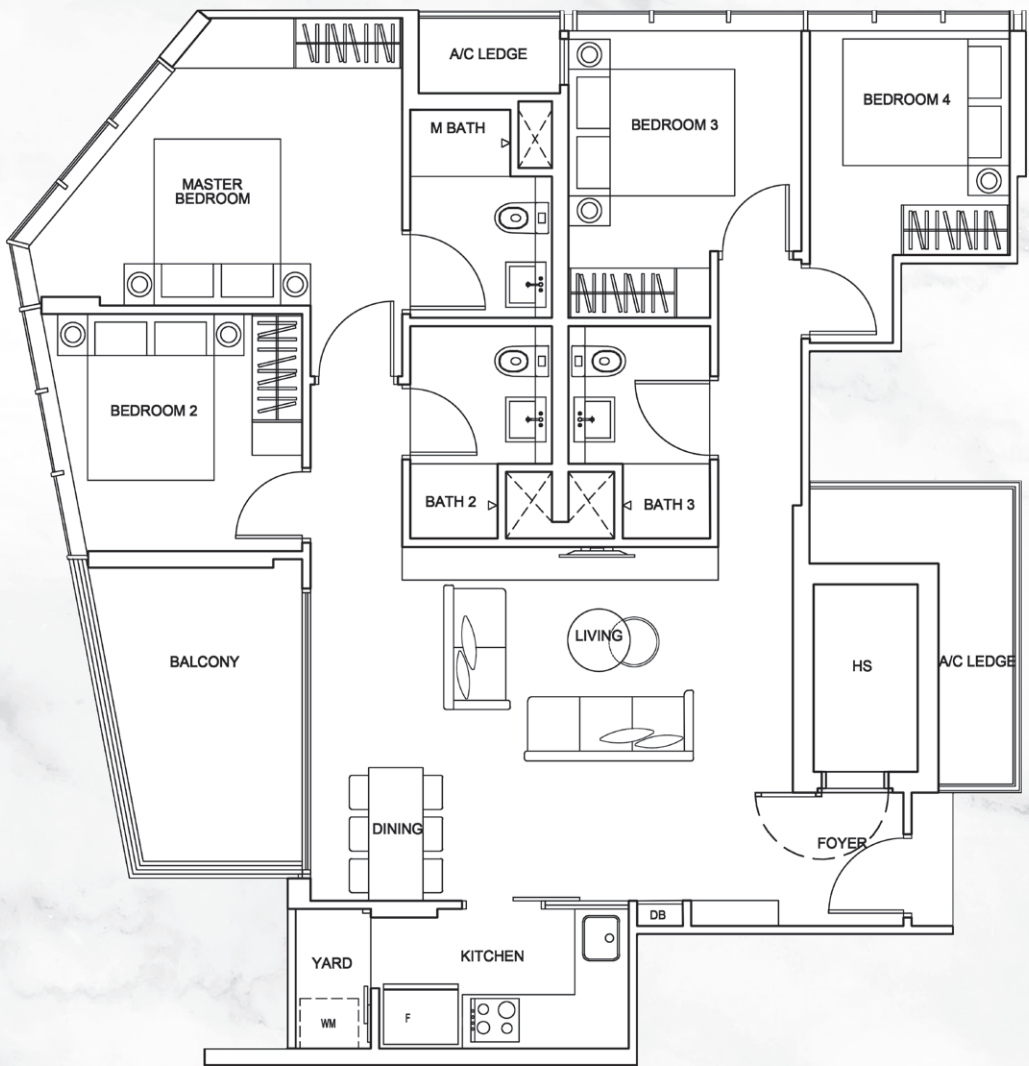 A/C LEDGE
BEDROOM 4
BEDROOM 3
M BATH
MASTER
BEDROOM
BEDROOM 2
BATH 2
BATH 3
LIVING
BALCONY
HS
A/C LEDGE
DINING
FOYER
DB
KITCHEN
YARD
F
WM